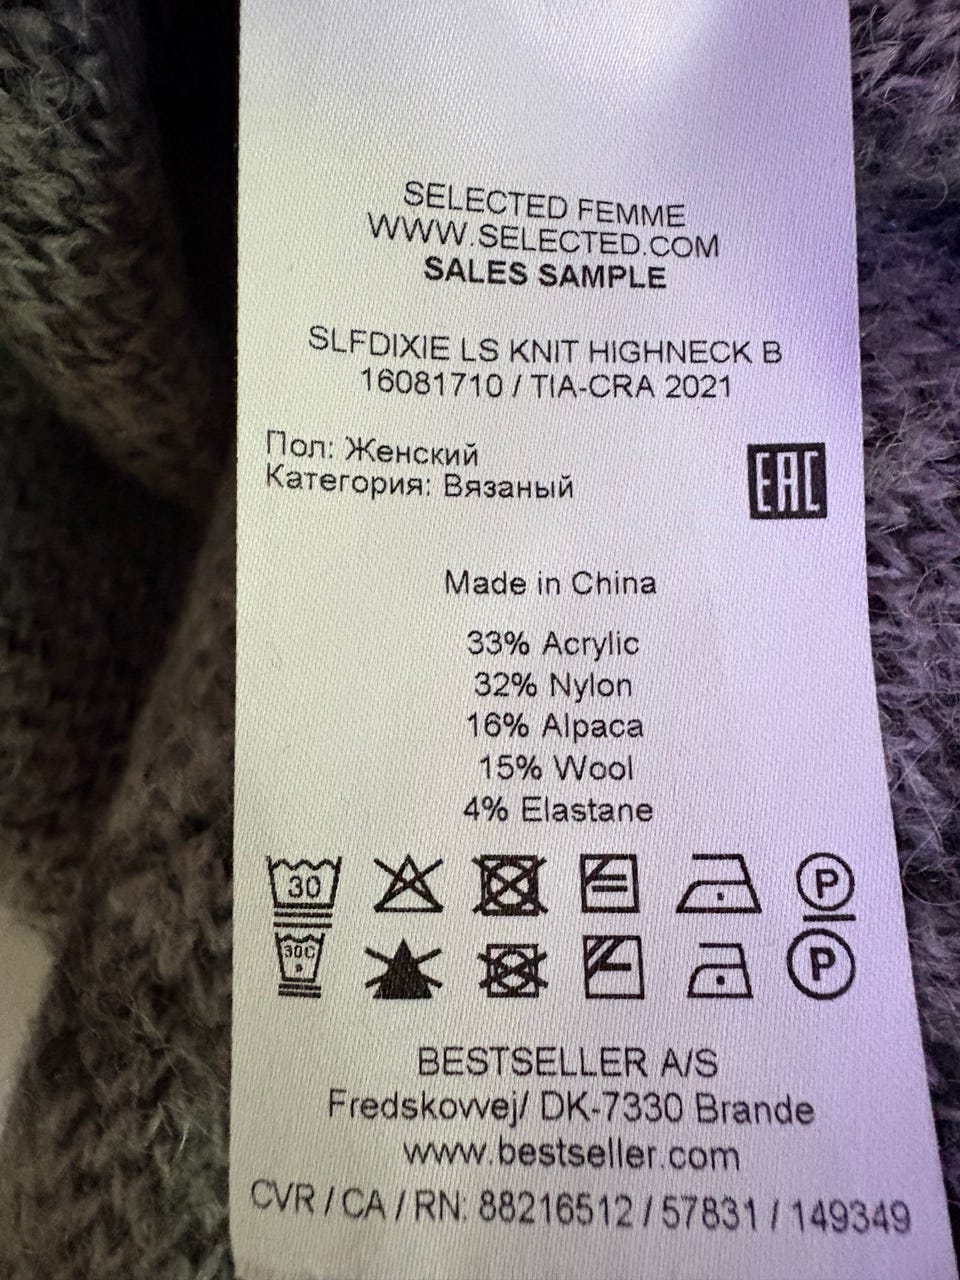 SELECTED FEMME
WWW.SELECTED.COM
SALES SAMPLE
SLFDIXIE LS KNIT HIGHNECK B
16081710 / TIA-CRA 2021
Пол: Женский
Категория: Вязаный
EAC
Made in China
33% Acrylic
32% Nylon
16% Alpaca
15% Wool
4% Elastane
30 P
30C P
BESTSELLER A/S
Fredskovvej/ DK-7330 Brande
www.bestseller.com
CVR / CA / RN: 88216512 / 57831 / 149349